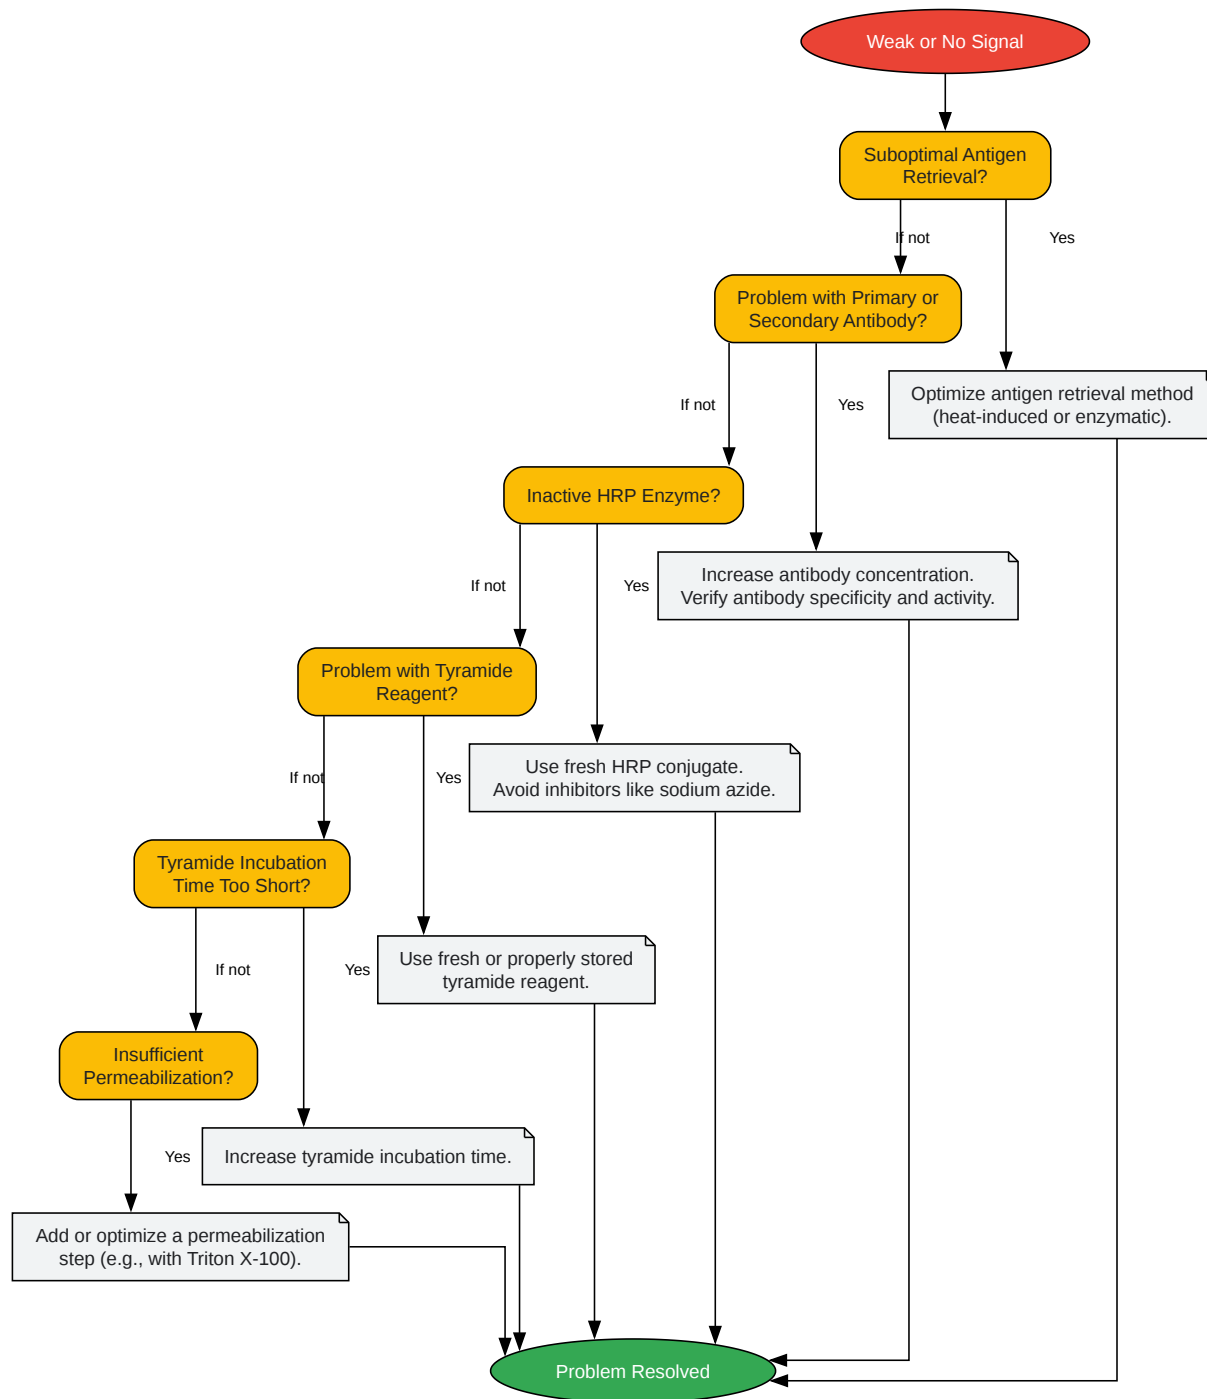 Weak or No Signal
Suboptimal Antigen
Retrieval?
If not
Yes
Problem with Primary or
Secondary Antibody?
Optimize antigen retrieval method
(heat-induced or enzymatic).
If not
Yes
Inactive HRP Enzyme?
Increase antibody concentration.
Verify antibody specificity and activity.
If not
Yes
Problem with Tyramide
Reagent?
Use fresh HRP conjugate.
Avoid inhibitors like sodium azide.
If not
Yes
Tyramide Incubation
Time Too Short?
Use fresh or properly stored
tyramide reagent.
If not
Yes
Insufficient
Permeabilization?
Yes
Increase tyramide incubation time.
Add or optimize a permeabilization
step (e.g., with Triton X-100).
Problem Resolved